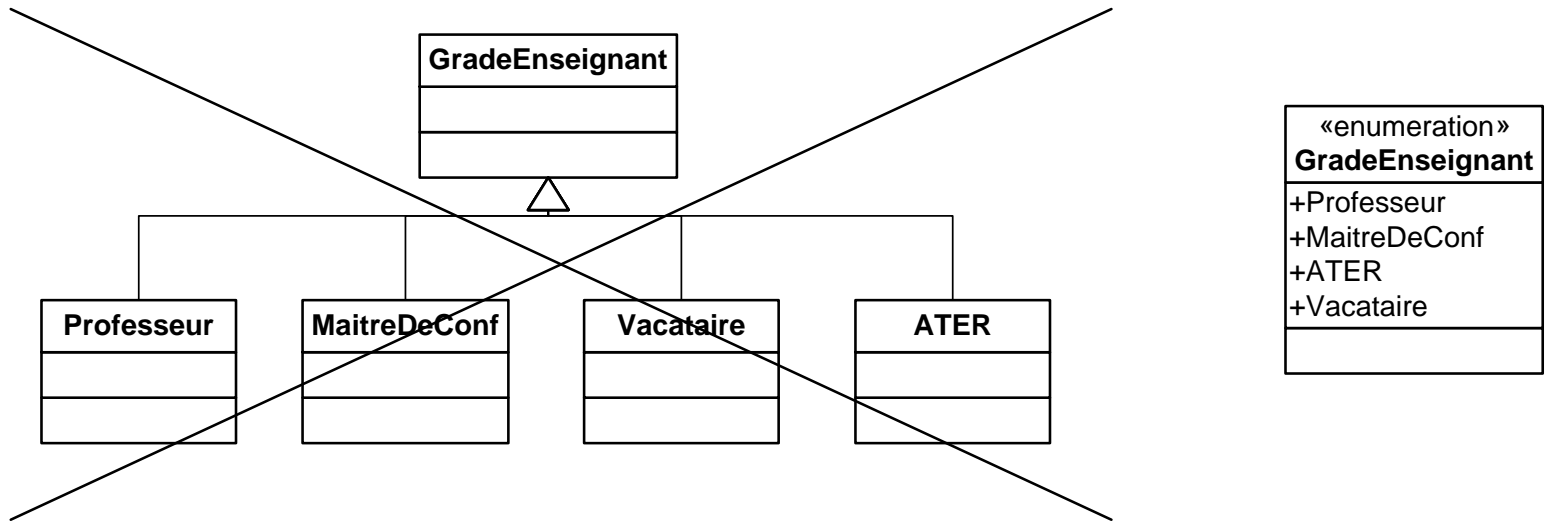 GradeEnseignant
Professeur
MaitreDeConf
Vacataire
ATER
«enumeration»
GradeEnseignant
+Professeur
+MaitreDeConf
+ATER
+Vacataire